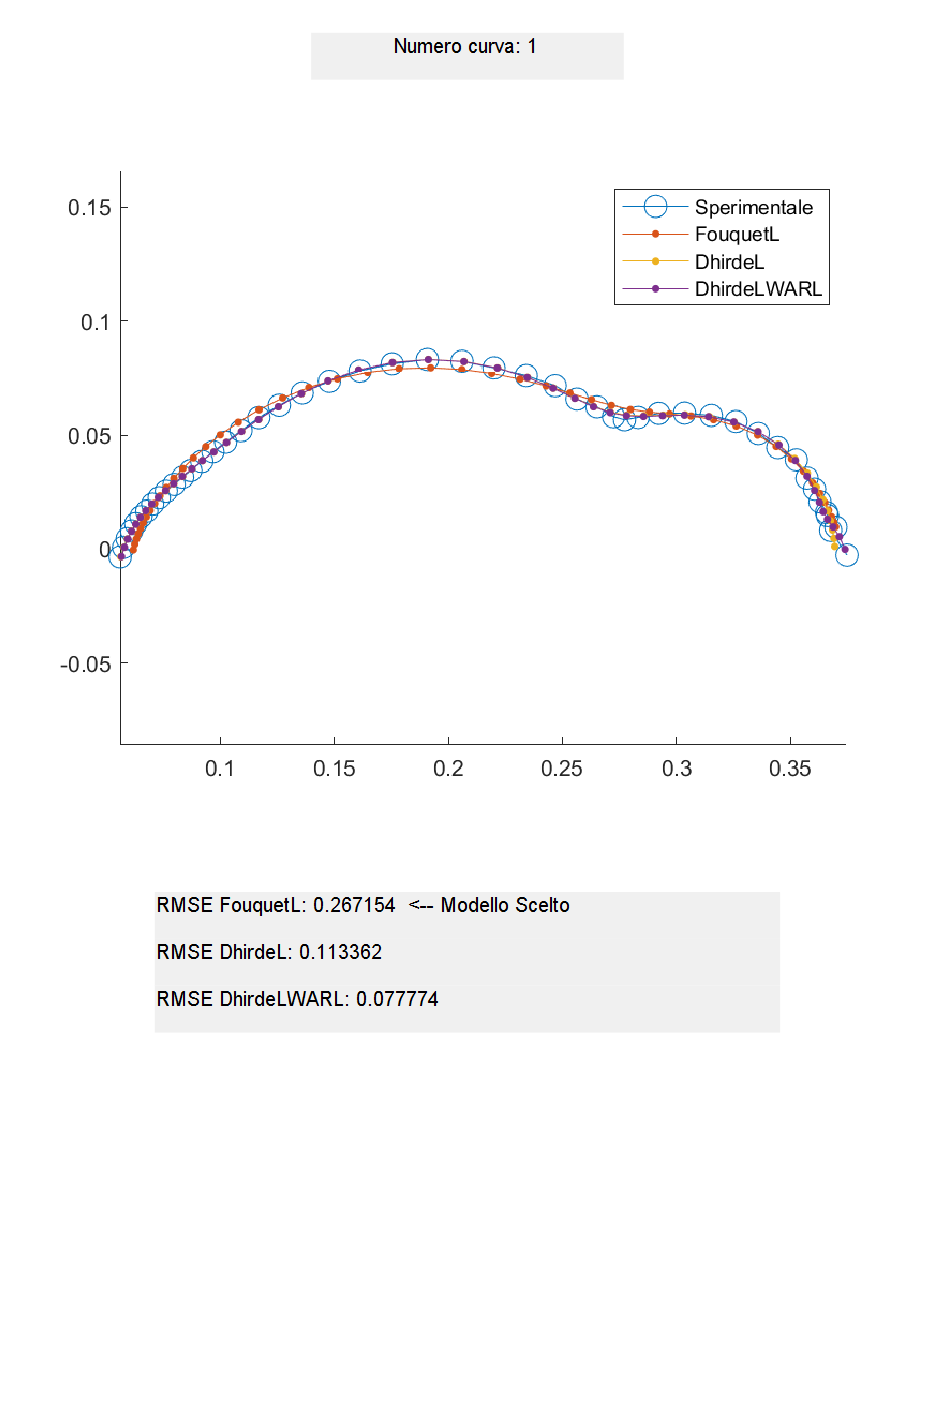 Numero curva: 1
0.15
0.1
0.05
0
-0.05
0.1 0.15 0.2 0.25 0.3 0.35
Sperimentale
FouquetL
DhirdeL
DhirdeLWARL
RMSE FouquetL: 0.267154 <-- Modello Scelto
RMSE DhirdeL: 0.113362
RMSE DhirdeLWARL: 0.077774